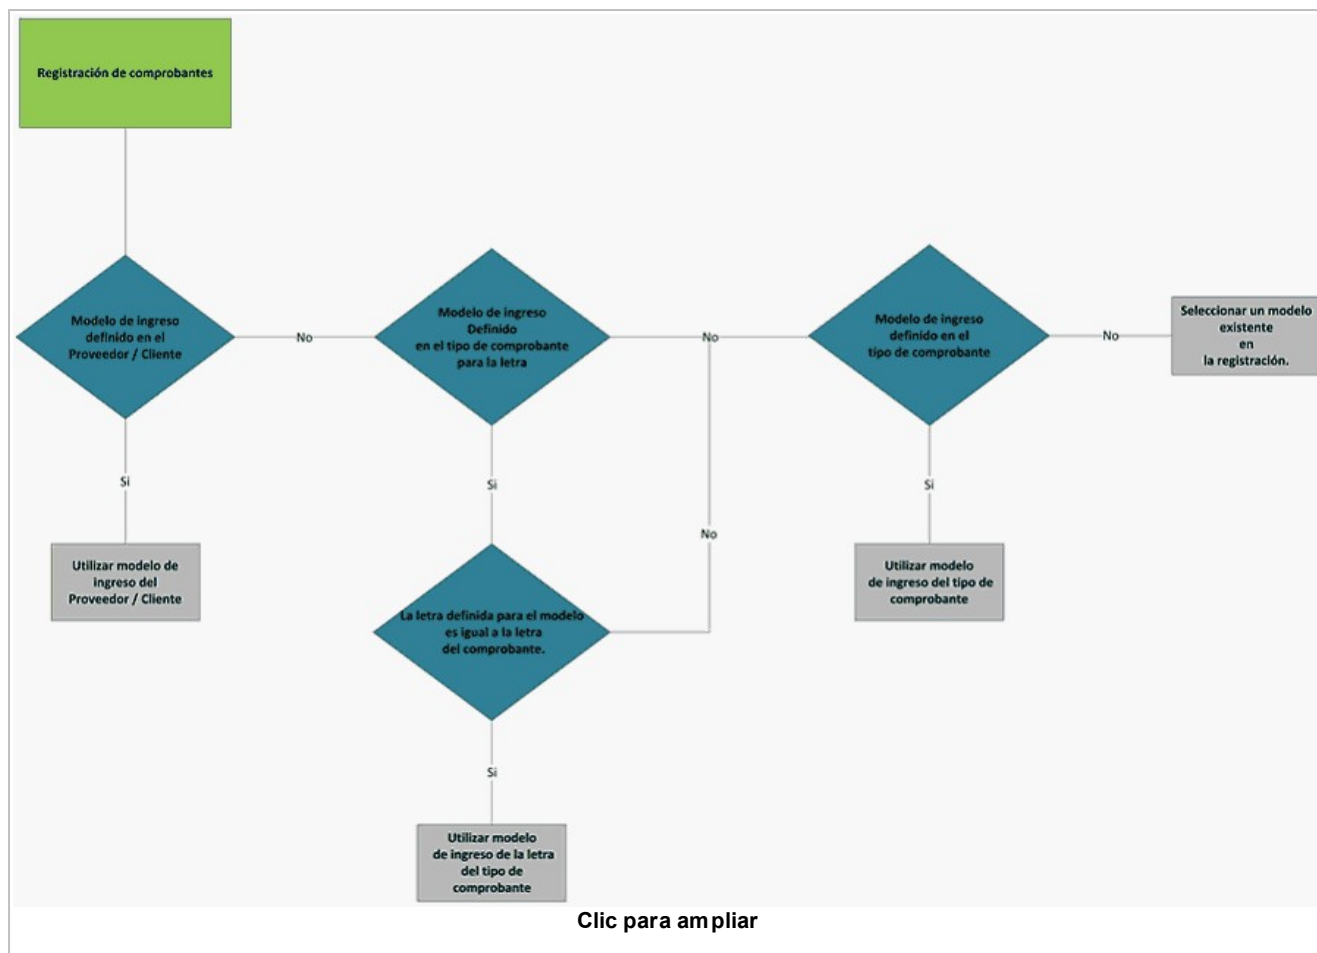 Registración de comprobantes
Modelo de ingreso
definido en el
Proveedor / Cliente
No
Modelo de ingreso
Definido
en el tipo de comprobante
para la letra
No
Modelo de ingreso
definido en el
tipo de comprobante
No
Seleccionar un modelo
existente
en
la registración.
Si
Si
Si
No
Utilizar modelo de
ingreso del
Proveedor / Cliente
La letra definida para el modelo
es igual a la letra
del comprobante.
Utilizar modelo
de ingreso del tipo de
comprobante
Si
Utilizar modelo
de ingreso de la letra
del tipo de
comprobante
Clic para ampliar